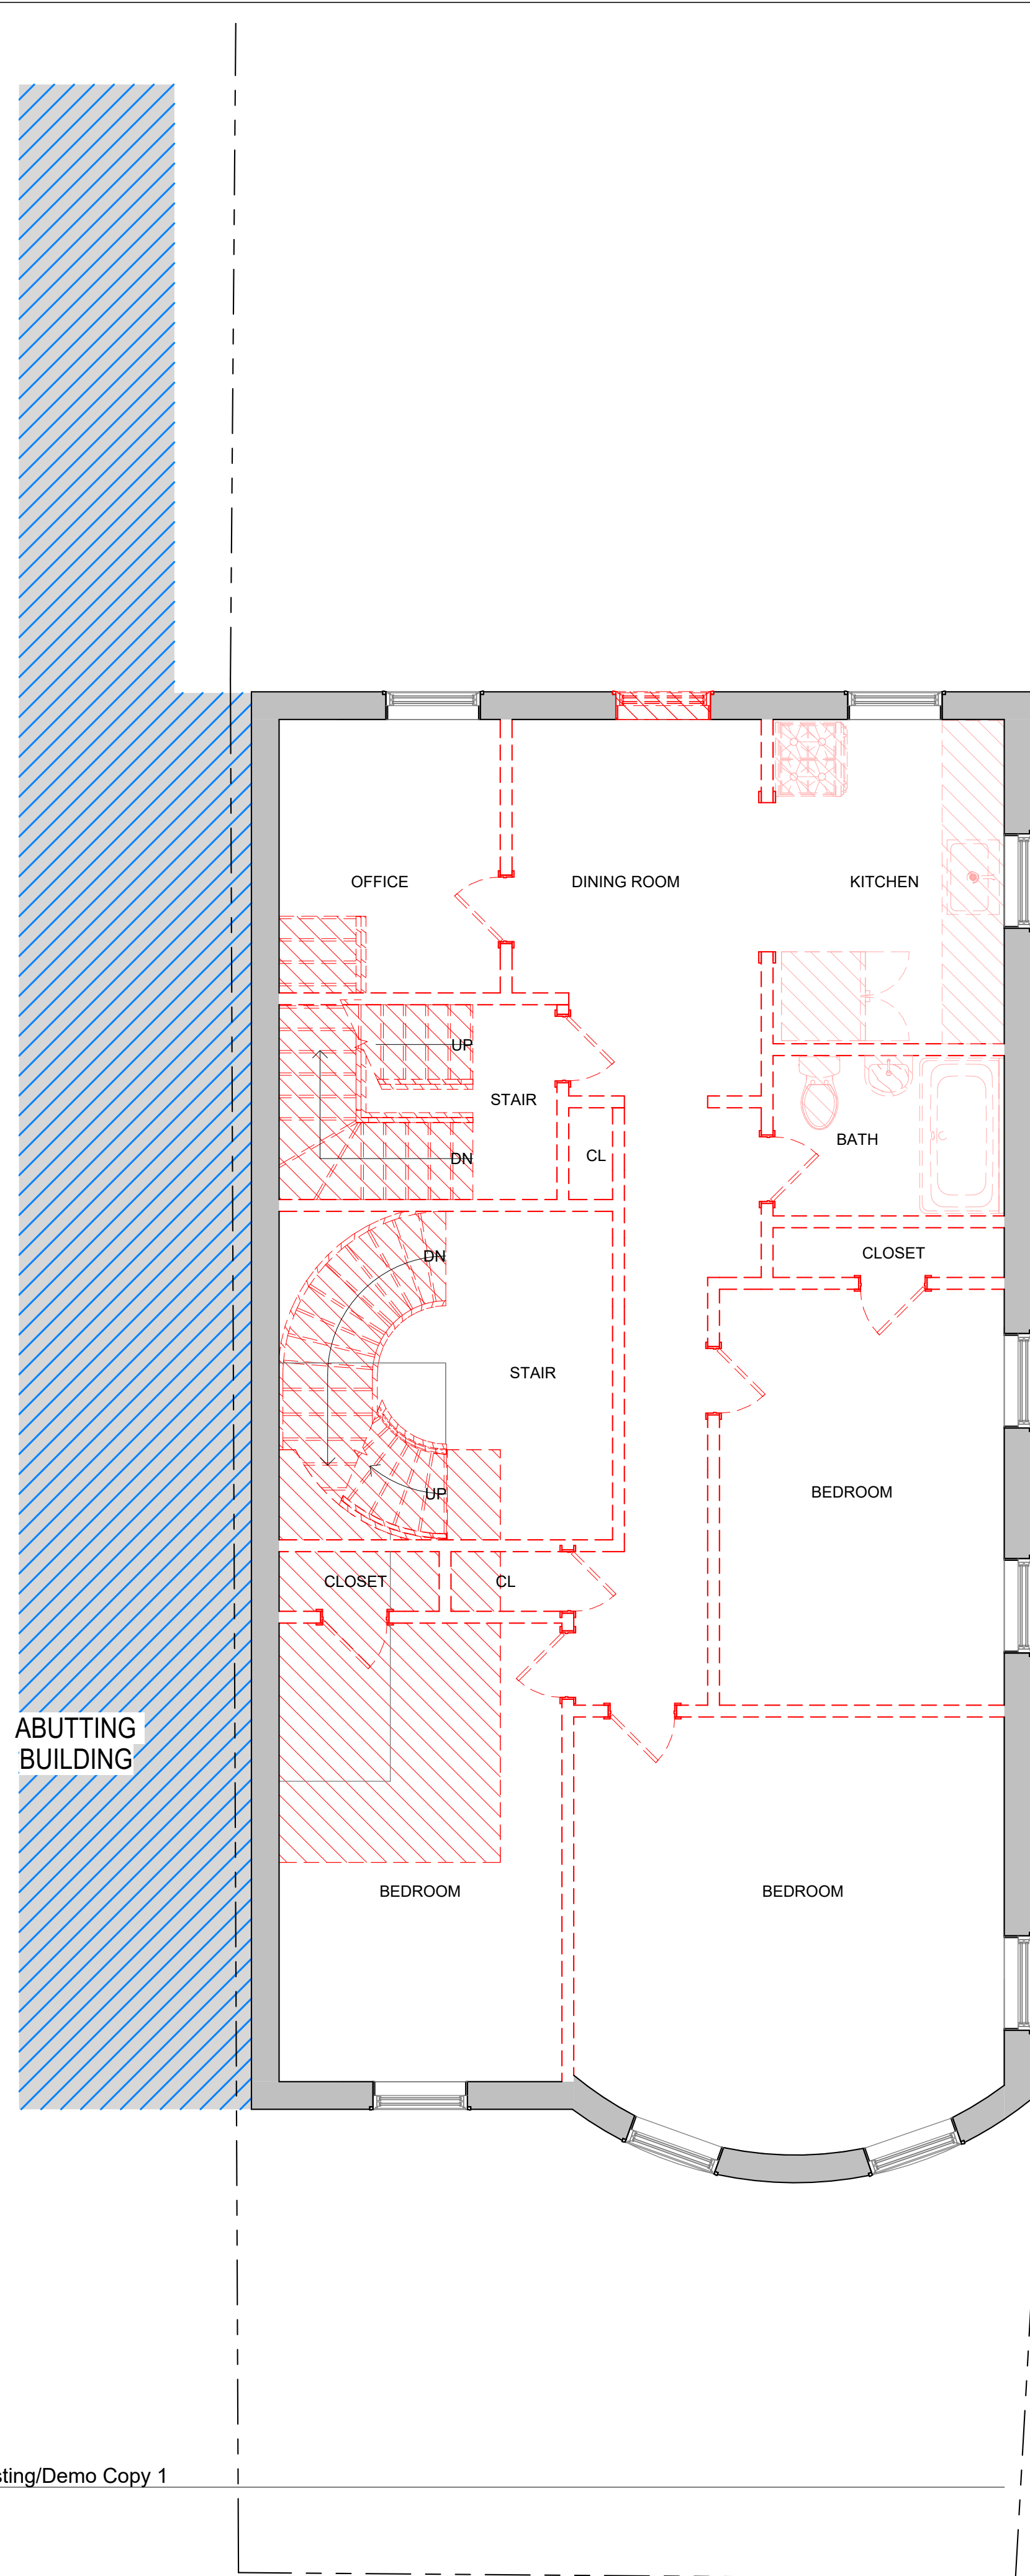 OFFICE
DINING ROOM
KITCHEN
UP
STAIR
DN
CL
BATH
DN
CLOSET
STAIR
UP
BEDROOM
CLOSET
CL
ABUTTING
BUILDING
BEDROOM
BEDROOM
sting/Demo Copy 1